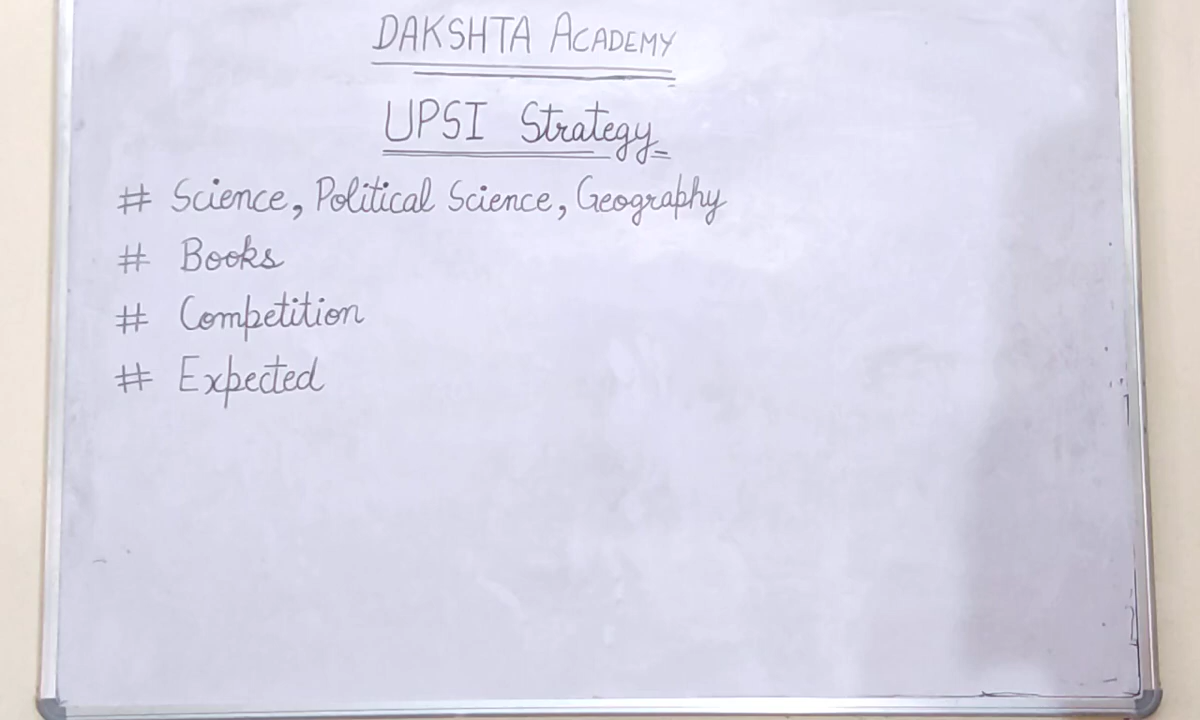 DAKSHTA ACADEMY
UPSI Strategy
# Science, Political Science, Geography
# Books
# Competition
# Expected